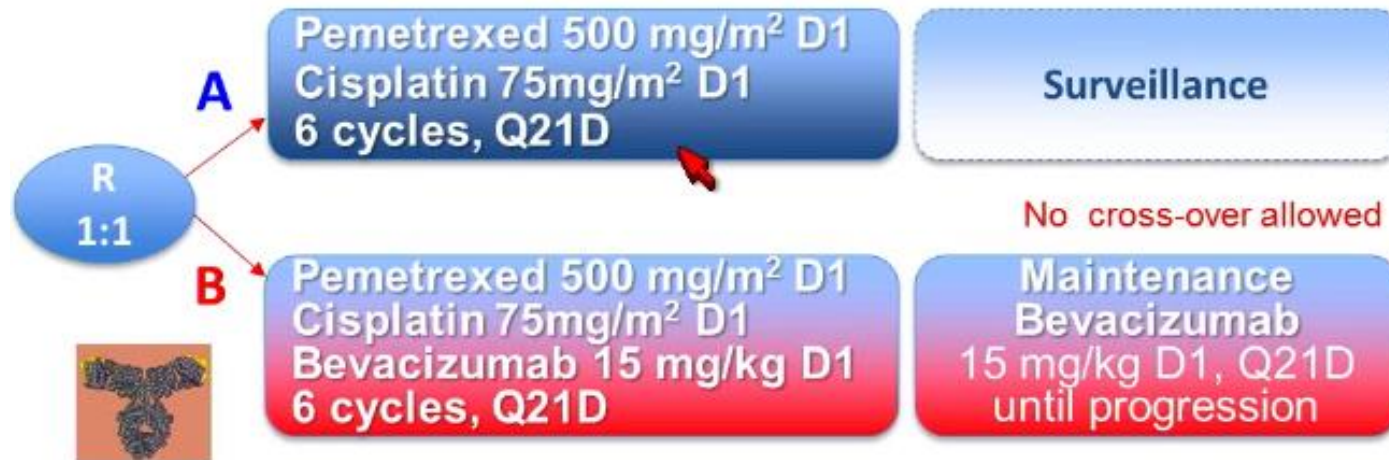 A
Pemetrexed 500 mg/m² D1
Cisplatin 75mg/m² D1
6 cycles, Q21D
Surveillance
R
1:1
No cross-over allowed
B
Pemetrexed 500 mg/m² D1
Cisplatin 75mg/m² D1
Bevacizumab 15 mg/kg D1
6 cycles, Q21D
Maintenance
Bevacizumab
15 mg/kg D1, Q21D
until progression